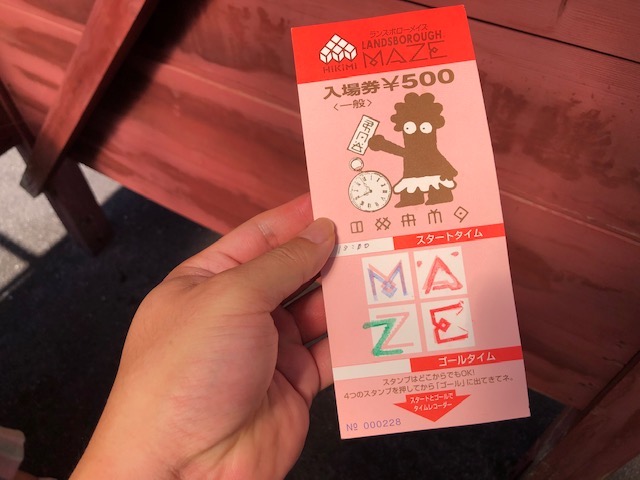 ランズボローメイズ
LANDSBOROUGH
MAZE
HIKIMI
入場券¥500
〈一般〉
スタートタイム
M A
Z E
ゴールタイム
スタンプはどこからでもOK!
4つのスタンプを押してから「ゴール」に出てきてネ。
スタートとゴールで
タイムレコーダー
№ 000228